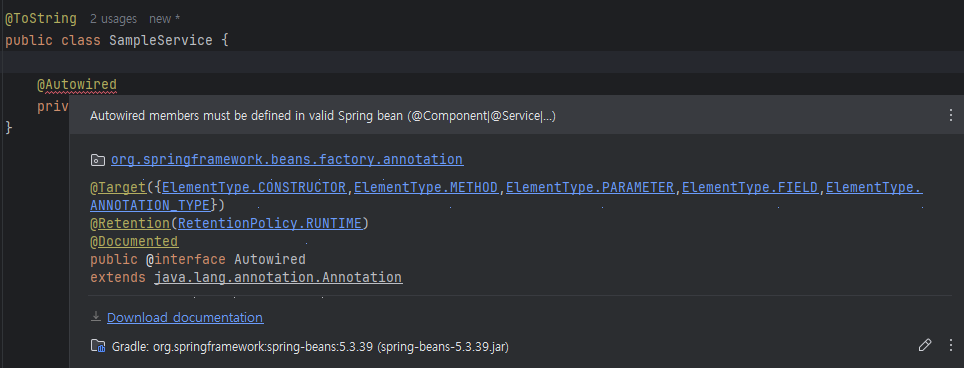 @ToString 2 usages new *
public class SampleService {
@Autowired
priv
}
Autowired members must be defined in valid Spring bean (@Component|@Service|...)
org.springframework.beans.factory.annotation
@Target({ElementType.CONSTRUCTOR,ElementType.METHOD,ElementType.PARAMETER,ElementType.FIELD,ElementType.
ANNOTATION_TYPE})
@Retention(RetentionPolicy.RUNTIME)
@Documented
public @interface Autowired
extends java.lang.annotation.Annotation
Download documentation
Gradle: org.springframework:spring-beans:5.3.39 (spring-beans-5.3.39.jar)